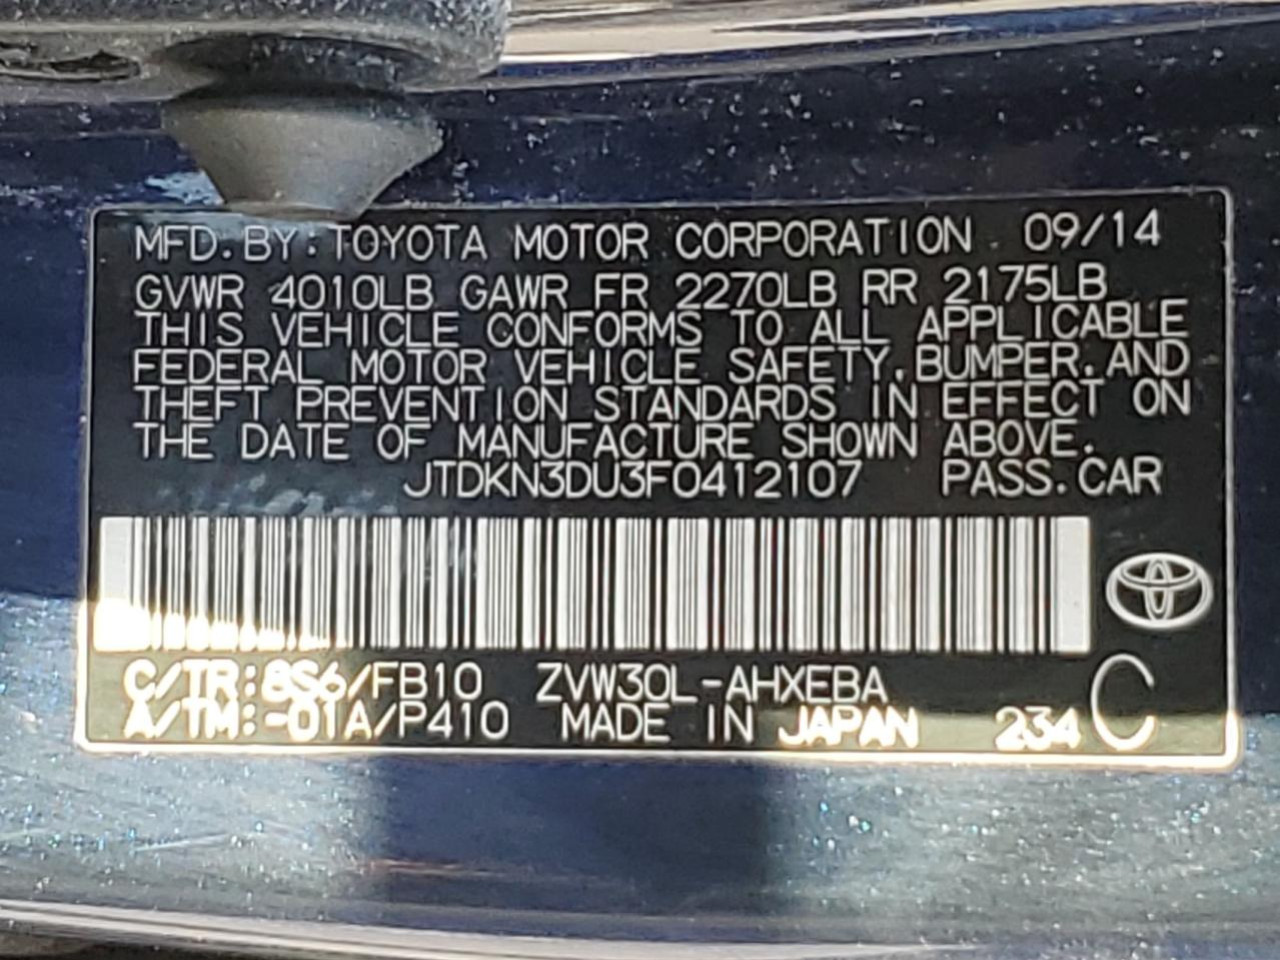 MFD.BY:TOYOTA MOTOR CORPORATION 09/14
GVWR 4010LB GAWR FR 2270LB RR 2175LB
THIS VEHICLE CONFORMS TO ALL APPLICABLE
FEDERAL MOTOR VEHICLE SAFETY,BUMPER,AND
THEFT PREVENTION STANDARDS IN EFFECT ON
THE DATE OF MANUFACTURE SHOWN ABOVE.
JTDKN3DU3F0412107 PASS.CAR
C/TR:8S6/FB10 ZVW30L-AHXEBA
A/TM:-01A/P410 MADE IN JAPAN 234 C